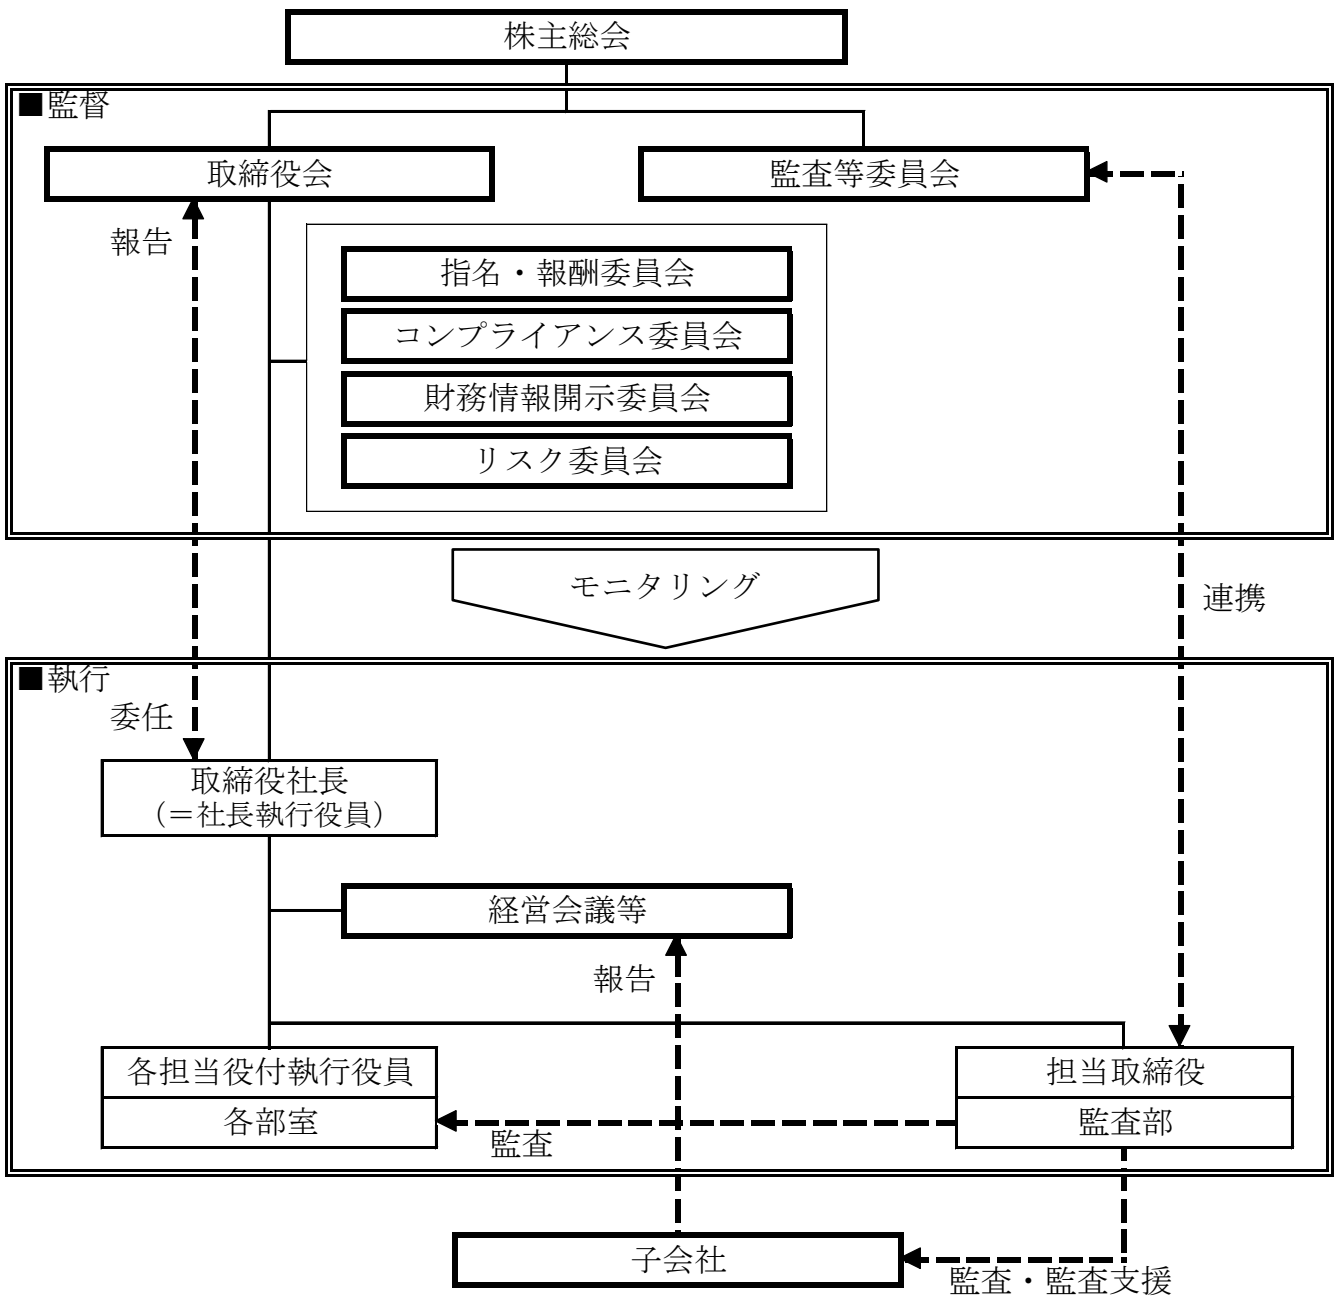 株主総会
■監督
取締役会
監査等委員会
報告
指名・報酬委員会
コンプライアンス委員会
財務情報開示委員会
リスク委員会
モニタリング
連携
■執行
委任
取締役社長
（＝社長執行役員）
経営会議等
報告
各担当役付執行役員
担当取締役
各部室
監査部
監査
子会社
監査・監査支援